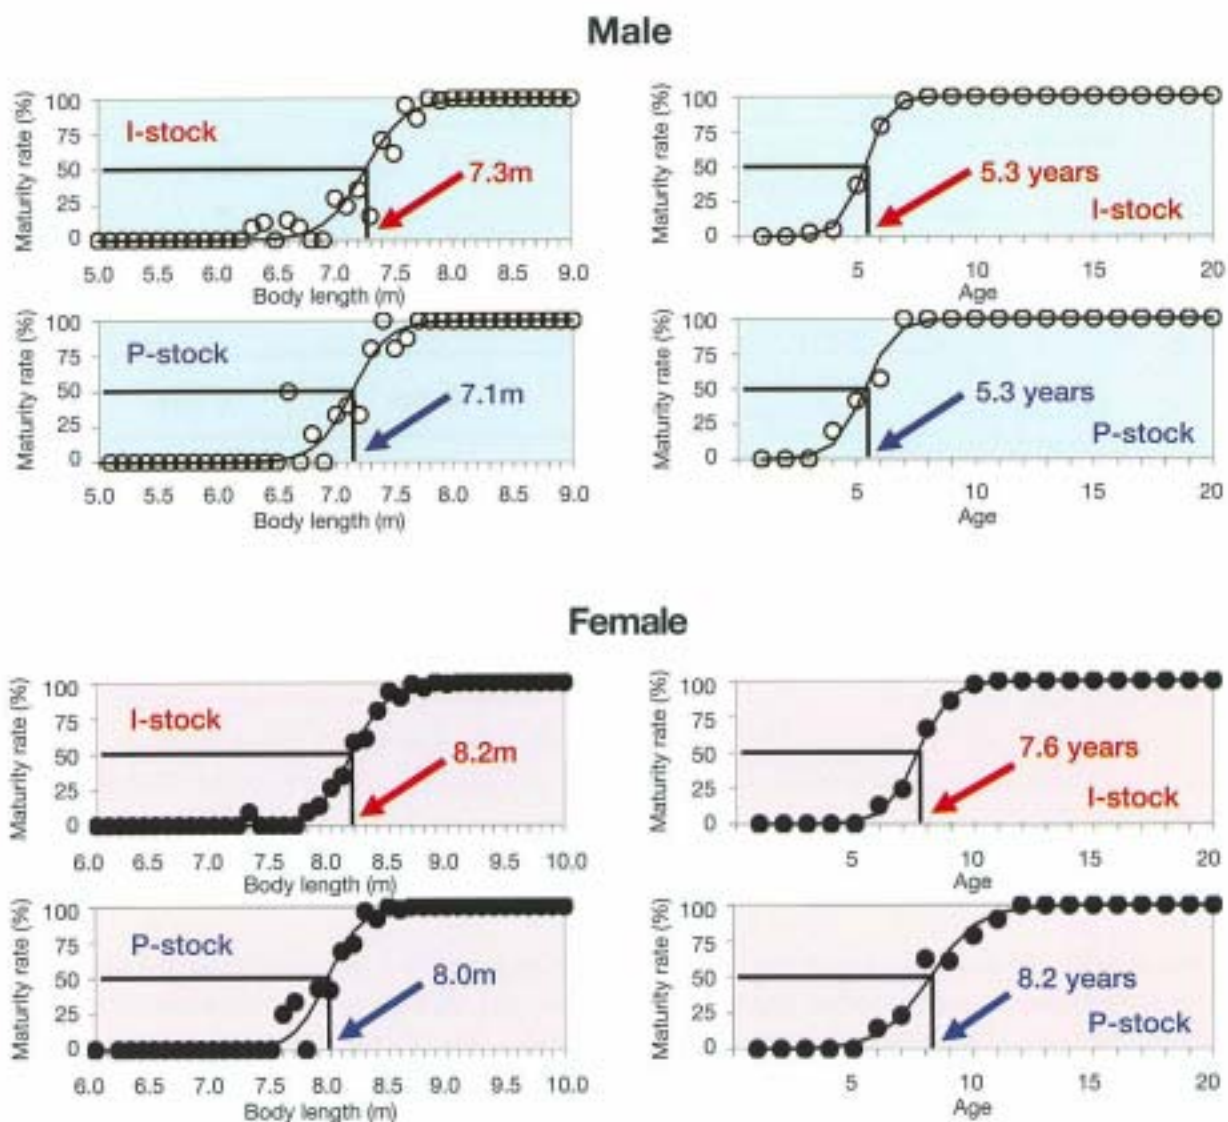 Male
Maturity rate (%)
100
75
50
25
0
I-stock
7.3m
5.0 5.5 6.0 6.5 7.0 7.5 8.0 8.5 9.0
Body length (m)
Maturity rate (%)
100
75
50
25
0
5.3 years
I-stock
5 10 15 20
Age
Maturity rate (%)
100
75
50
25
0
P-stock
7.1m
5.0 5.5 6.0 6.5 7.0 7.5 8.0 8.5 9.0
Body length (m)
Maturity rate (%)
100
75
50
25
0
5.3 years
P-stock
5 10 15 20
Age
Female
Maturity rate (%)
100
75
50
25
0
I-stock
8.2m
6.0 6.5 7.0 7.5 8.0 8.5 9.0 9.5 10.0
Body length (m)
Maturity rate (%)
100
75
50
25
0
7.6 years
I-stock
5 10 15 20
Age
Maturity rate (%)
100
75
50
25
0
P-stock
8.0m
6.0 6.5 7.0 7.5 8.0 8.5 9.0 9.5 10.0
Body length (m)
Maturity rate (%)
100
75
50
25
0
8.2 years
P-stock
5 10 15 20
Age